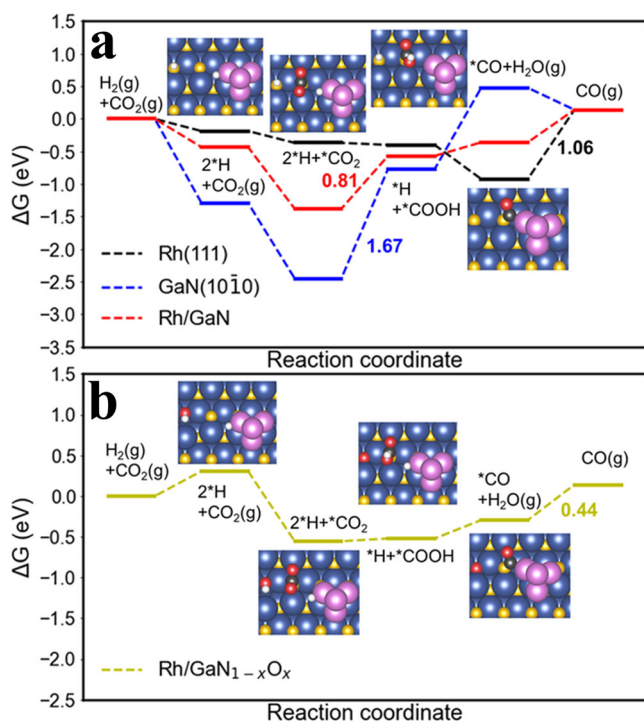 a
1.5
1.0
0.5
0.0
−0.5
−1.0
−1.5
−2.0
−2.5
−3.0
−3.5
ΔG (eV)
H₂(g)
+CO₂(g)
2*H
+CO₂(g)
2*H+*CO₂
0.81
1.67
*H
+*COOH
*CO+H₂O(g)
CO(g)
1.06
Rh(111)
GaN(101̄0)
Rh/GaN
Reaction coordinate
b
1.5
1.0
0.5
0.0
−0.5
−1.0
−1.5
−2.0
−2.5
ΔG (eV)
H₂(g)
+CO₂(g)
2*H
+CO₂(g)
2*H+*CO₂
*H+*COOH
*CO
+H₂O(g)
CO(g)
0.44
Rh/GaN₁₋ₓOₓ
Reaction coordinate